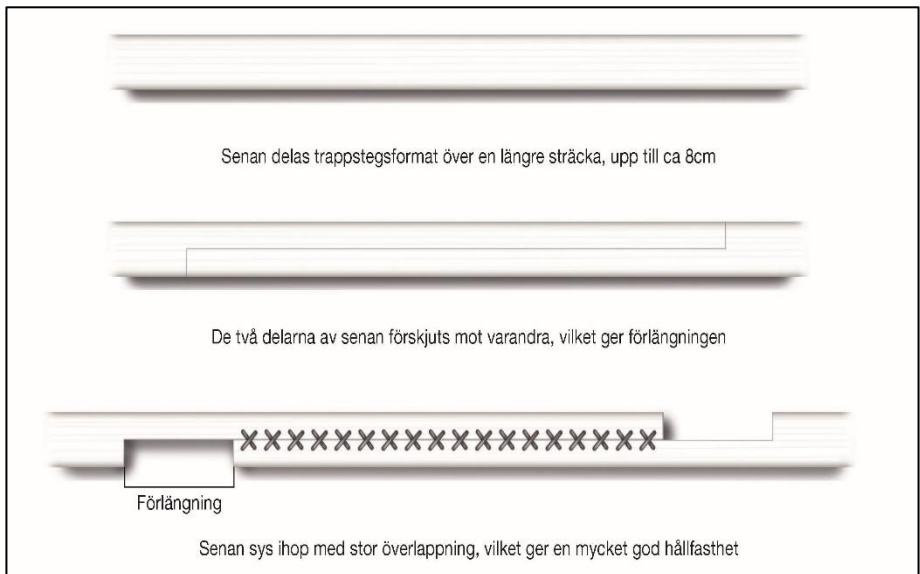 Senan delas trappstegsformat över en längre sträcka, upp till ca 8cm
De två delarna av senan förskjuts mot varandra, vilket ger förlängningen
Förlängning
Senan sys ihop med stor överlappning, vilket ger en mycket god hållfasthet